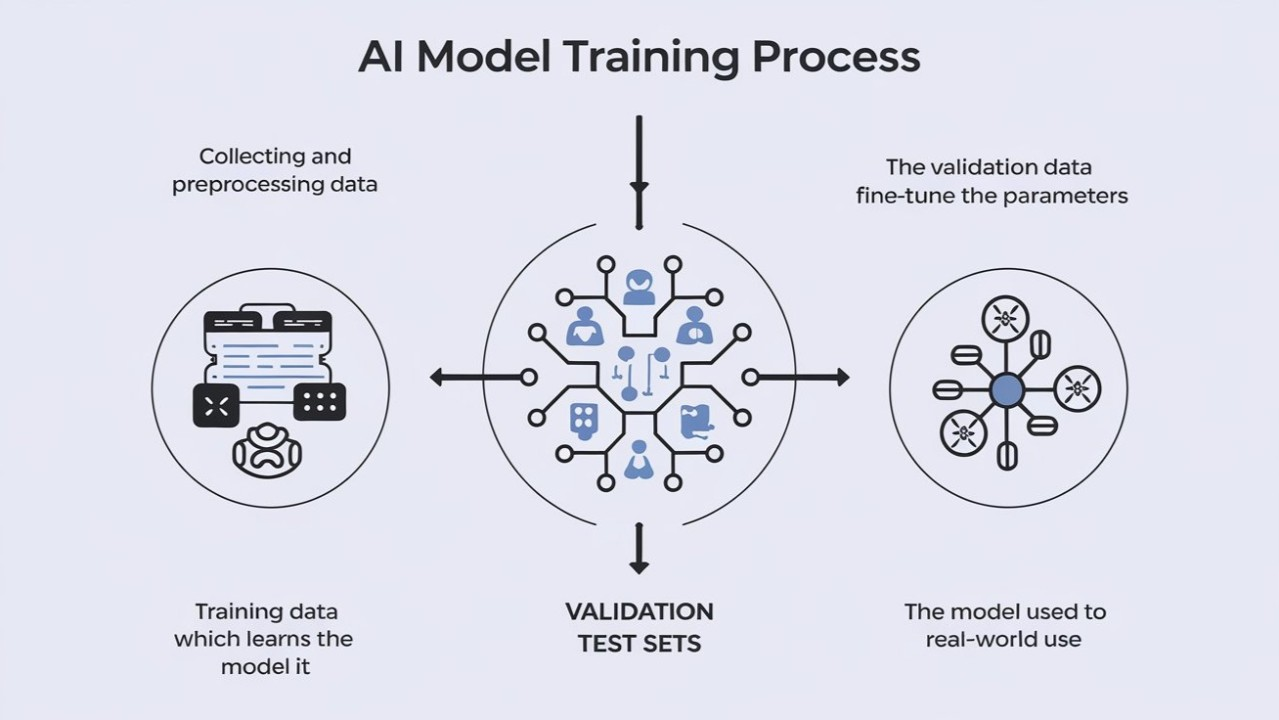 AI Model Training Process
Collecting and
preprocessing data
The validation data
fine-tune the parameters
Training data
which learns the
model it
VALIDATION
TEST SETS
The model used to
real-world use